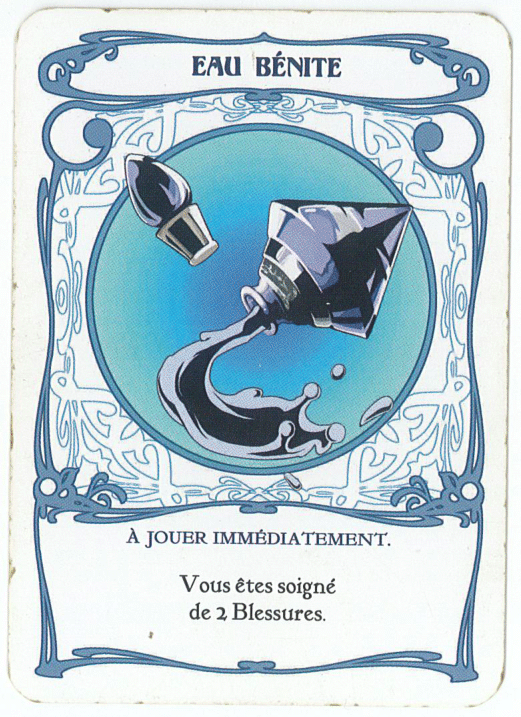 EAU BÉNITE
À JOUER IMMÉDIATEMENT.
Vous êtes soigné
de 2 Blessures.